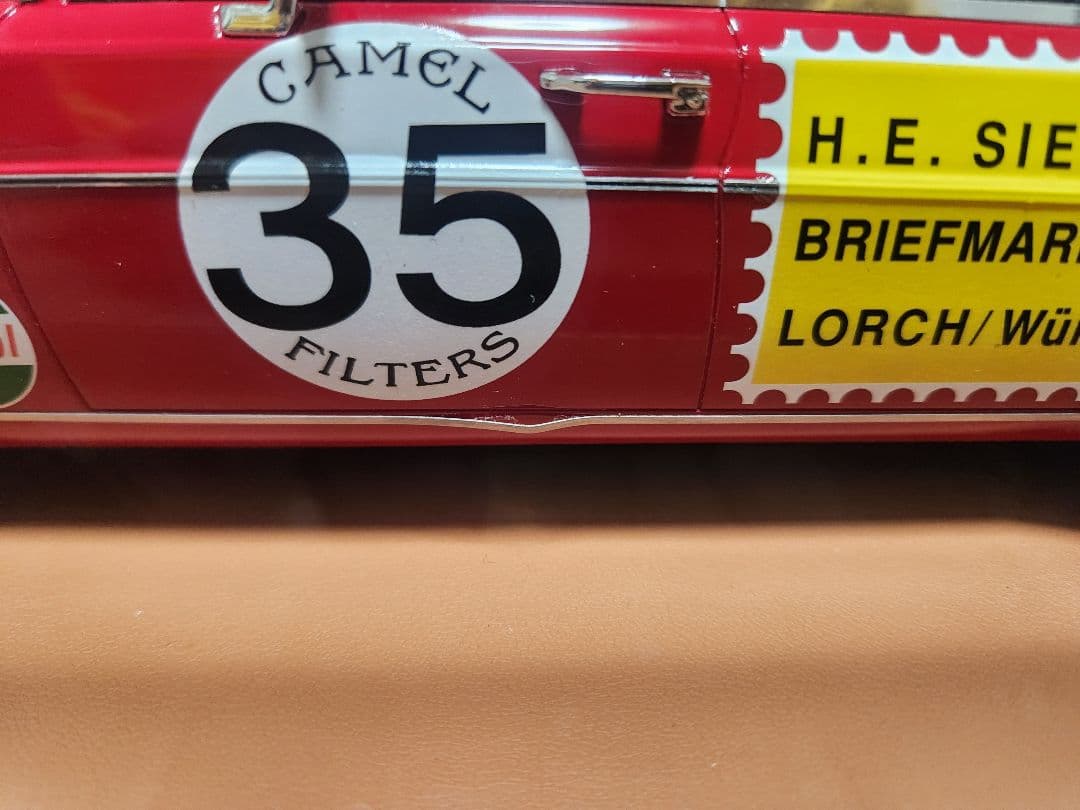 CAMEL
35
FILTERS
H.E. SIE
BRIEFMAR
LORCH/Wü